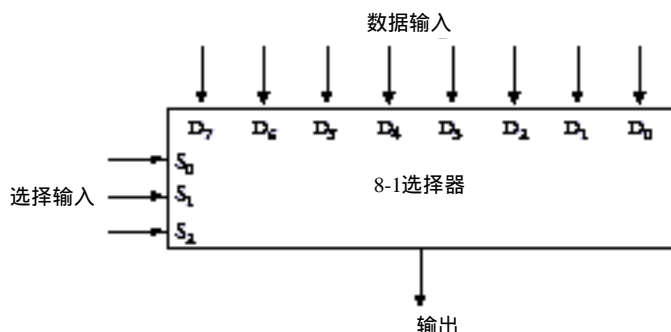 数据输入
D7 D6 D5 D4 D3 D2 D1 D0
S0
选择输入 S1 8-1选择器
S2
输出